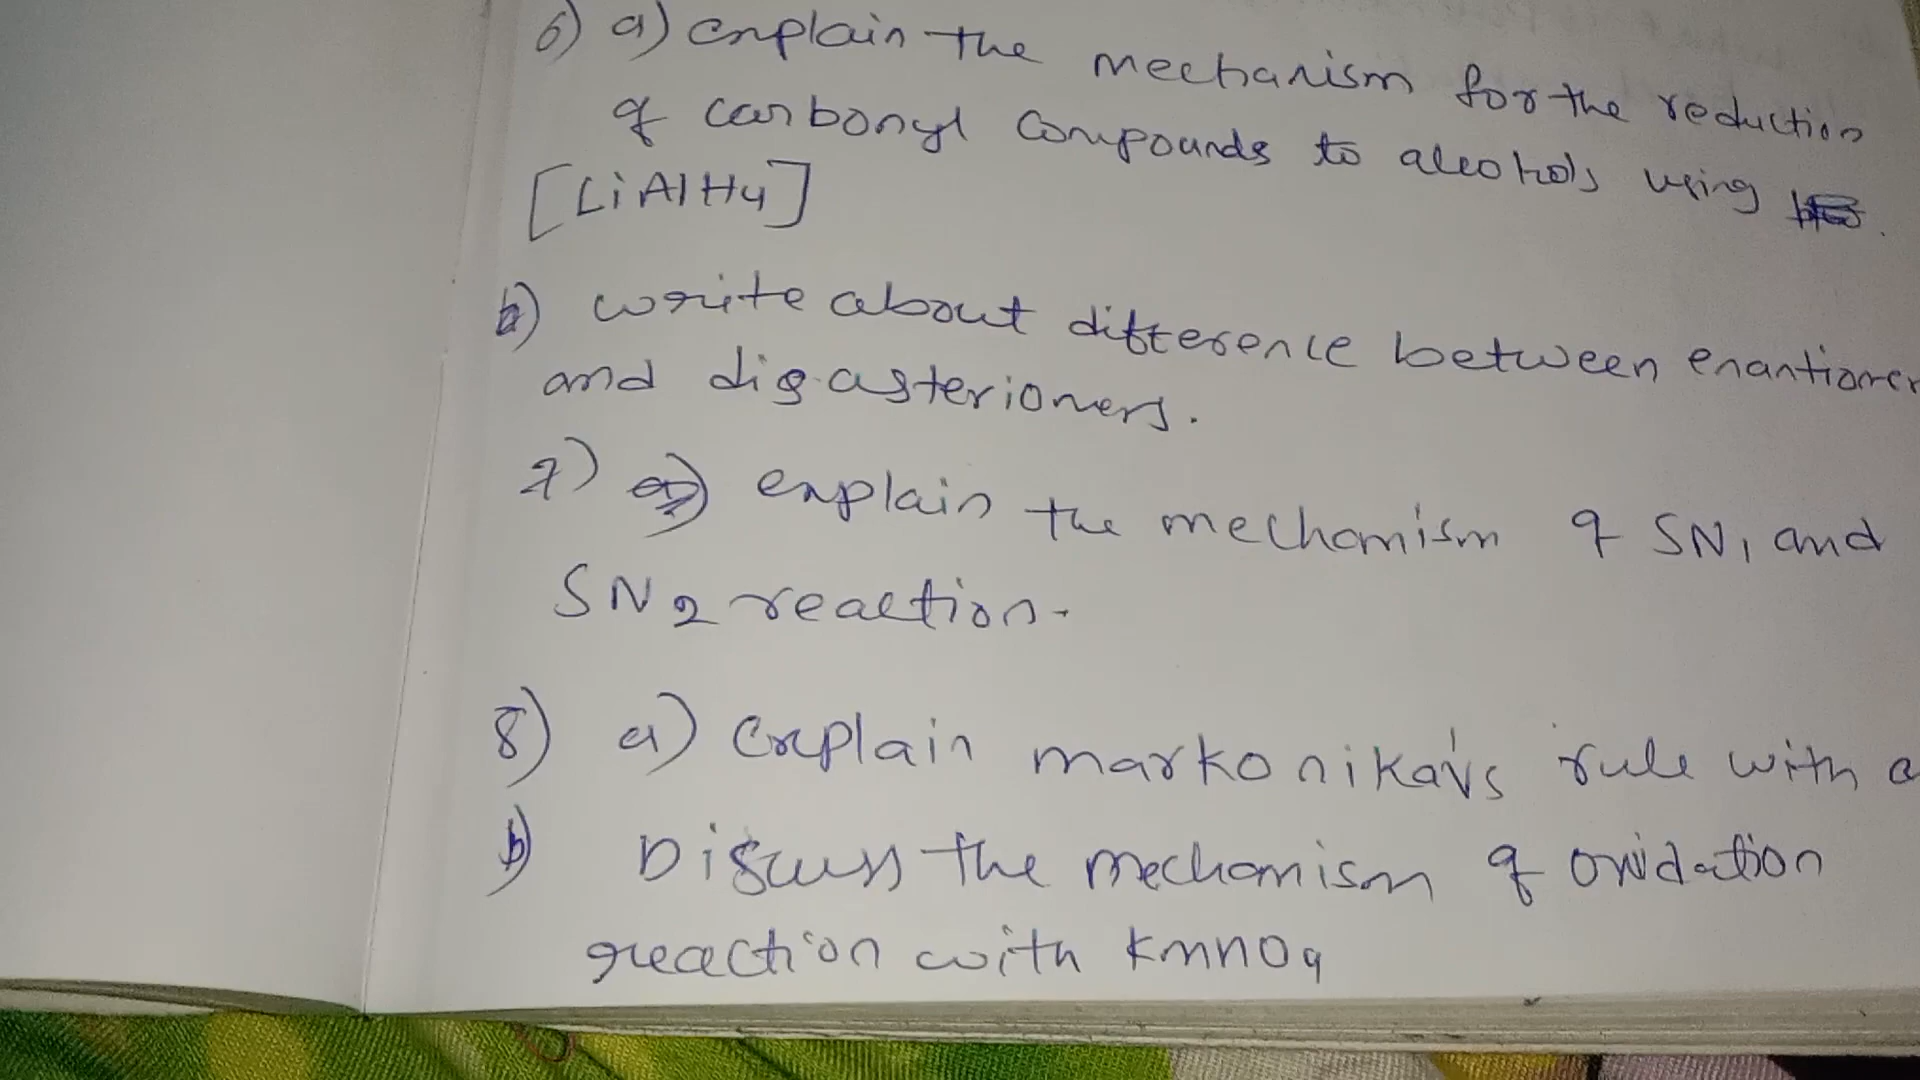 6) a) explain the mechanism for the reduction
of carbonyl compounds to alcohols using
[LiAlH4]
b) write about difference between enantiomer
and diasasterioners.
7) explain the mechanism of SN1 and
SN2 reaction.
8) a) Explain markonikav's rule with a
b) Discuss the mechanism of oxidation
reaction with KmnO4